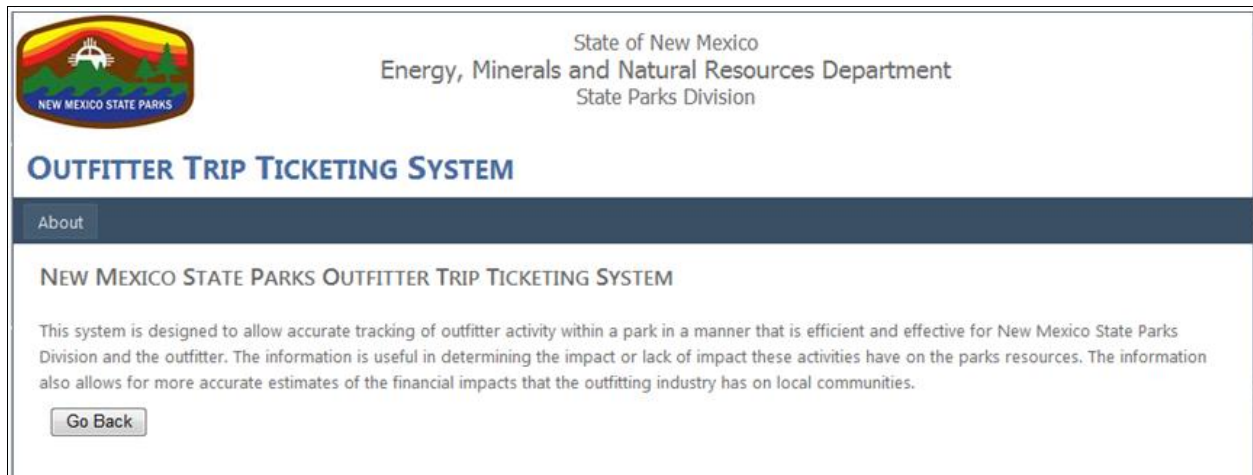 NEW MEXICO STATE PARKS
State of New Mexico
Energy, Minerals and Natural Resources Department
State Parks Division
OUTFITTER TRIP TICKETING SYSTEM
About
NEW MEXICO STATE PARKS OUTFITTER TRIP TICKETING SYSTEM
This system is designed to allow accurate tracking of outfitter activity within a park in a manner that is efficient and effective for New Mexico State Parks
Division and the outfitter. The information is useful in determining the impact or lack of impact these activities have on the parks resources. The information
also allows for more accurate estimates of the financial impacts that the outfitting industry has on local communities.
Go Back